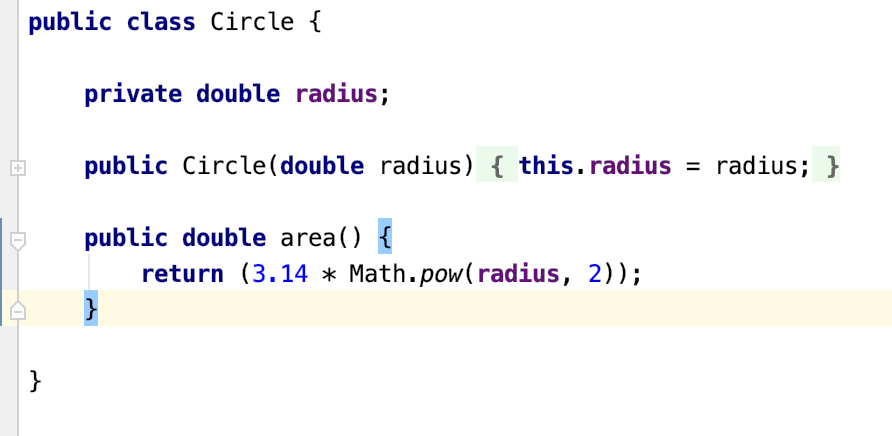 public class Circle {
private double radius;
public Circle(double radius) { this.radius = radius; }
public double area() {
return (3.14 * Math.pow(radius, 2));
}
}